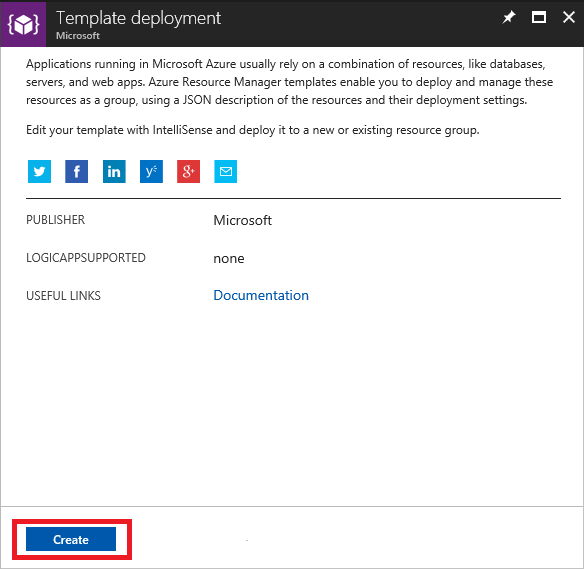 Template deployment
Microsoft
Applications running in Microsoft Azure usually rely on a combination of resources, like databases,
servers, and web apps. Azure Resource Manager templates enable you to deploy and manage these
resources as a group, using a JSON description of the resources and their deployment settings.
Edit your template with IntelliSense and deploy it to a new or existing resource group.
PUBLISHER Microsoft
LOGICAPPSUPPORTED none
USEFUL LINKS Documentation
Create